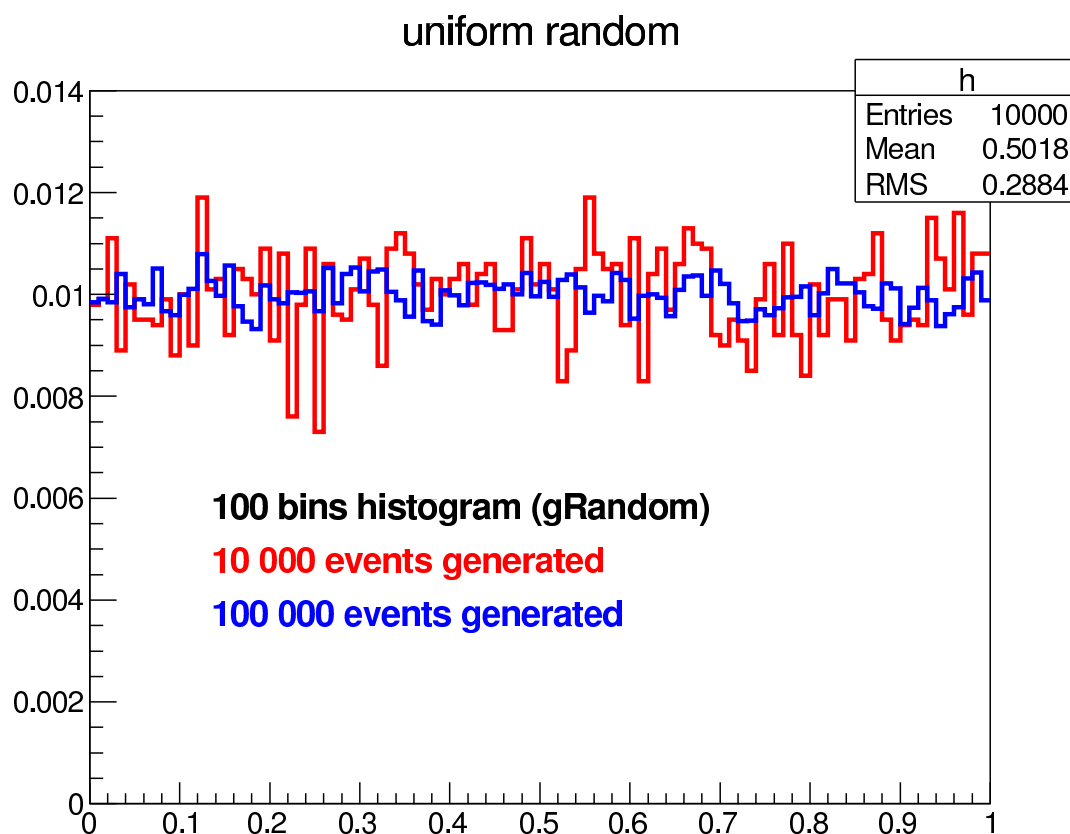 uniform random
h
Entries 10000
Mean 0.5018
RMS 0.2884
0.014
0.012
0.01
0.008
0.006
0.004
0.002
0
100 bins histogram (gRandom)
10 000 events generated
100 000 events generated
0 0.1 0.2 0.3 0.4 0.5 0.6 0.7 0.8 0.9 1